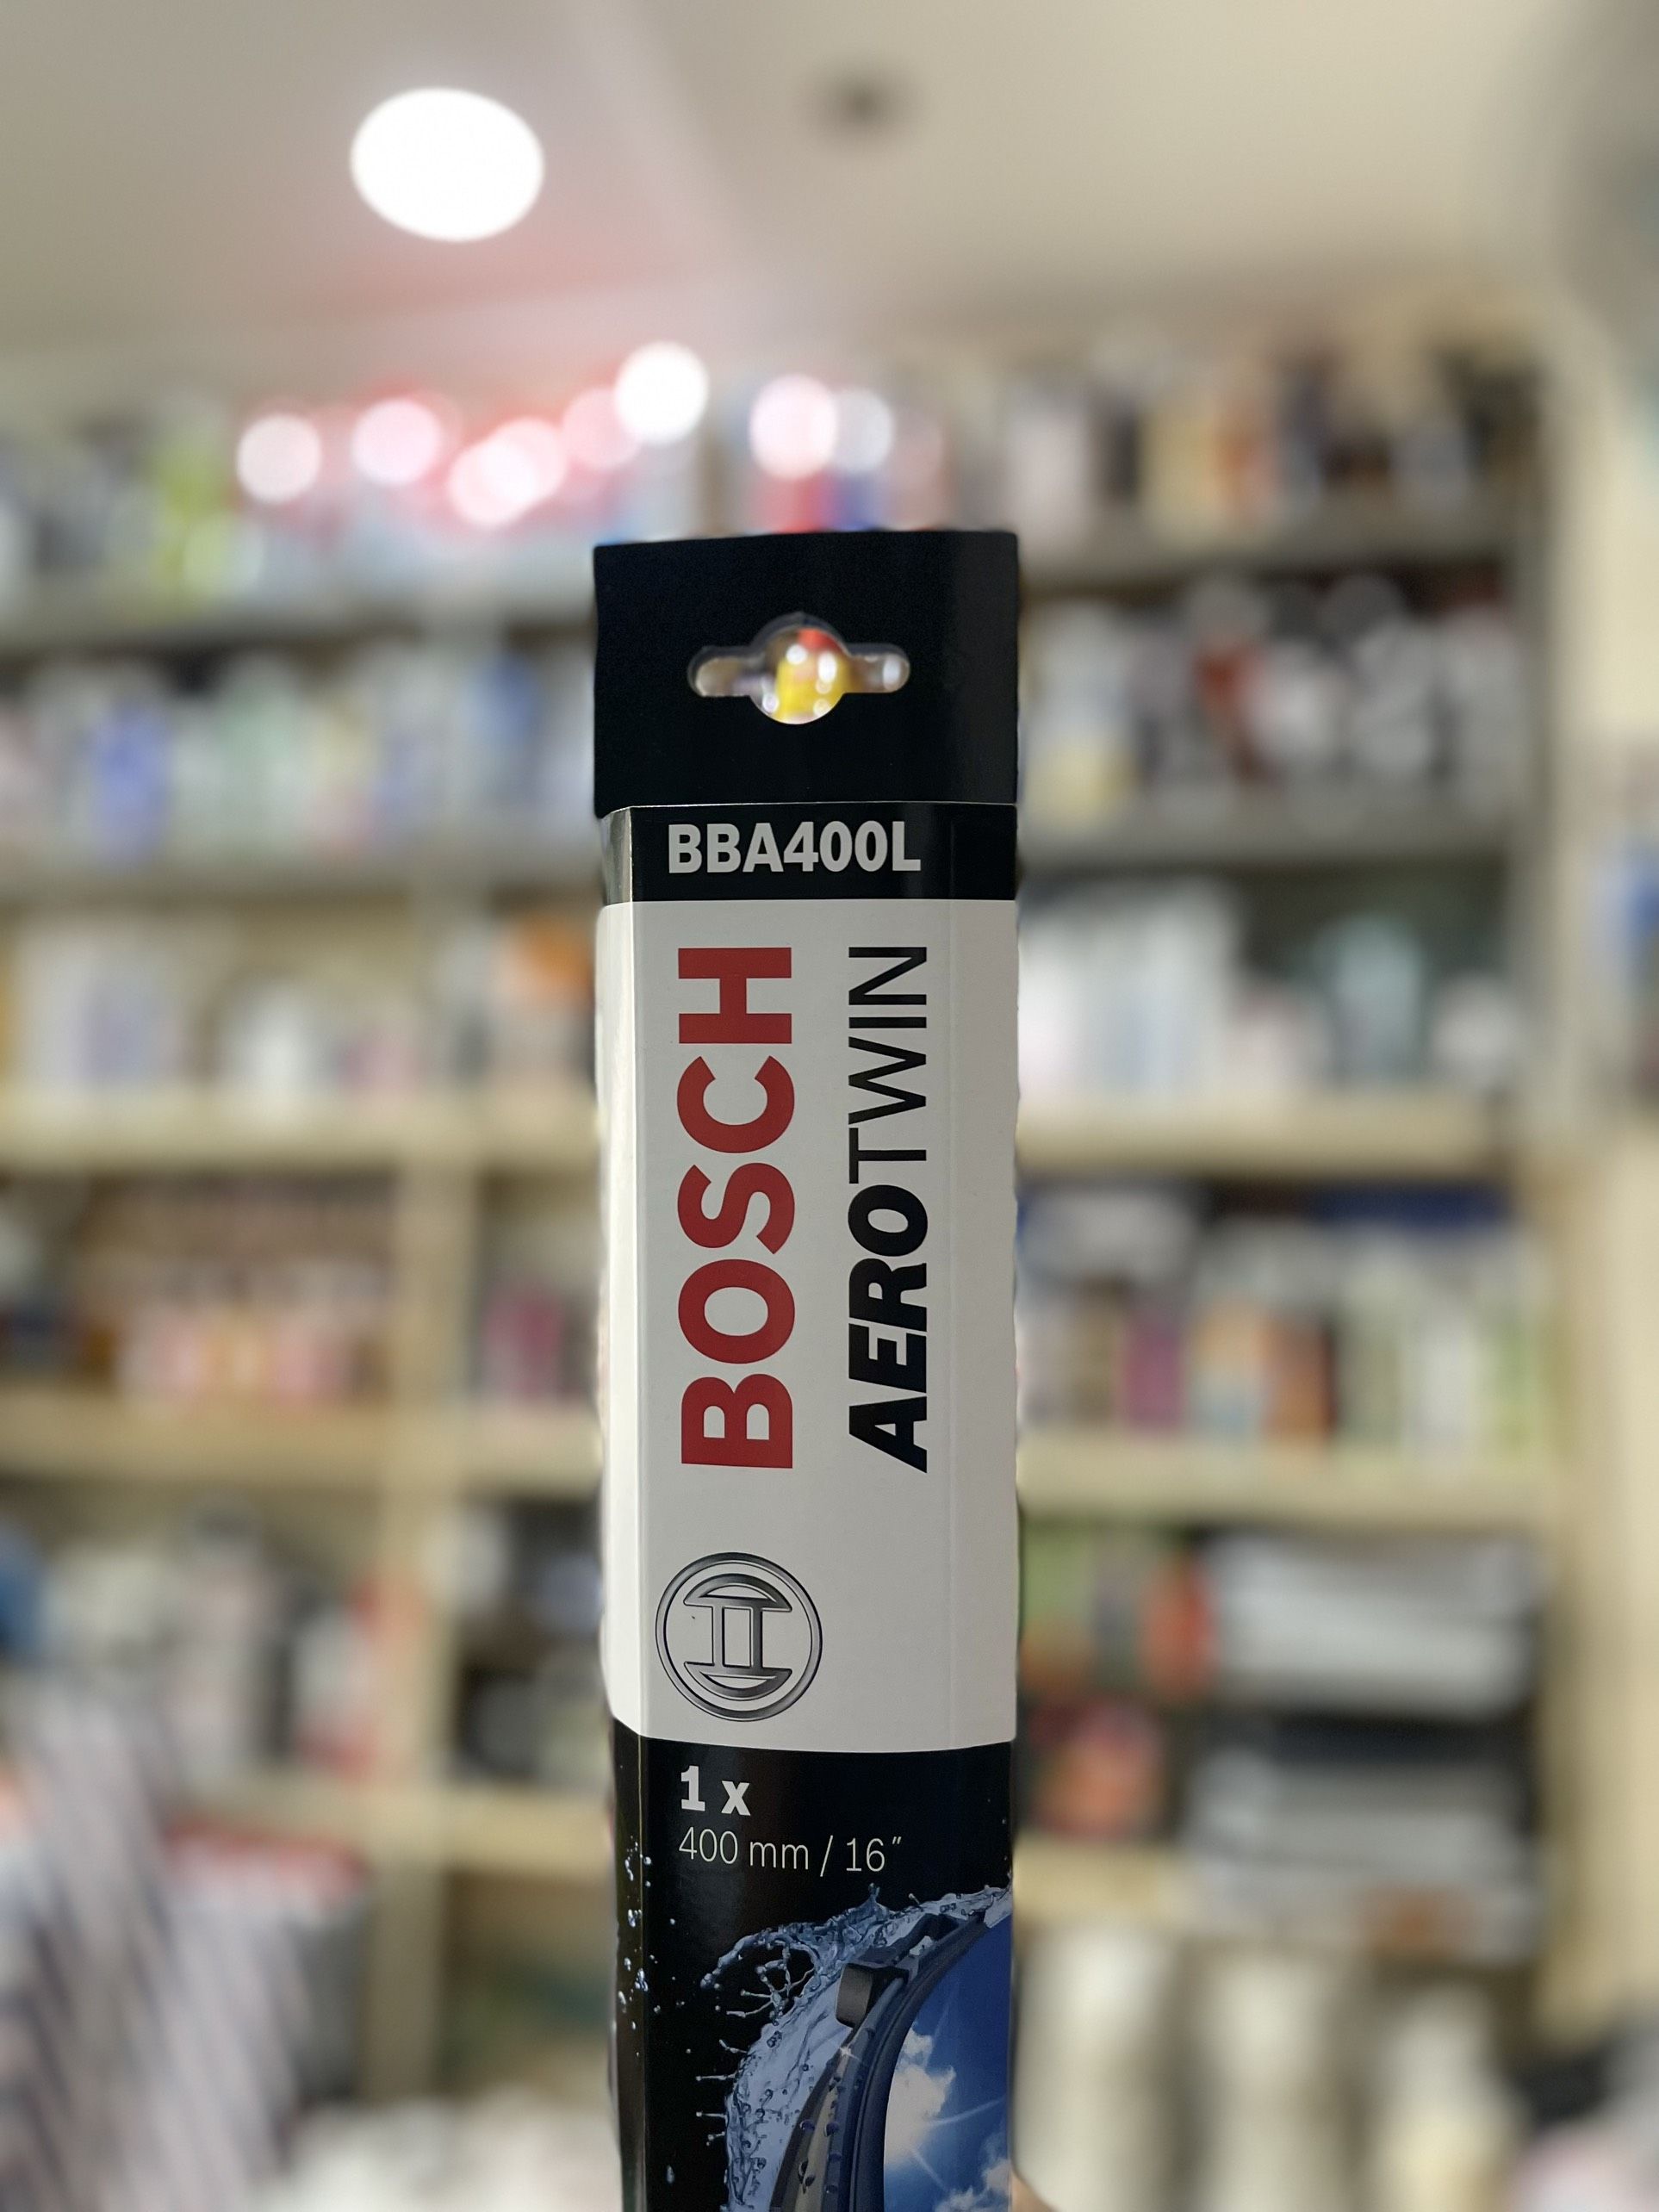 BBA400L
BOSCH
AEROTWIN
1 x
400 mm / 16"